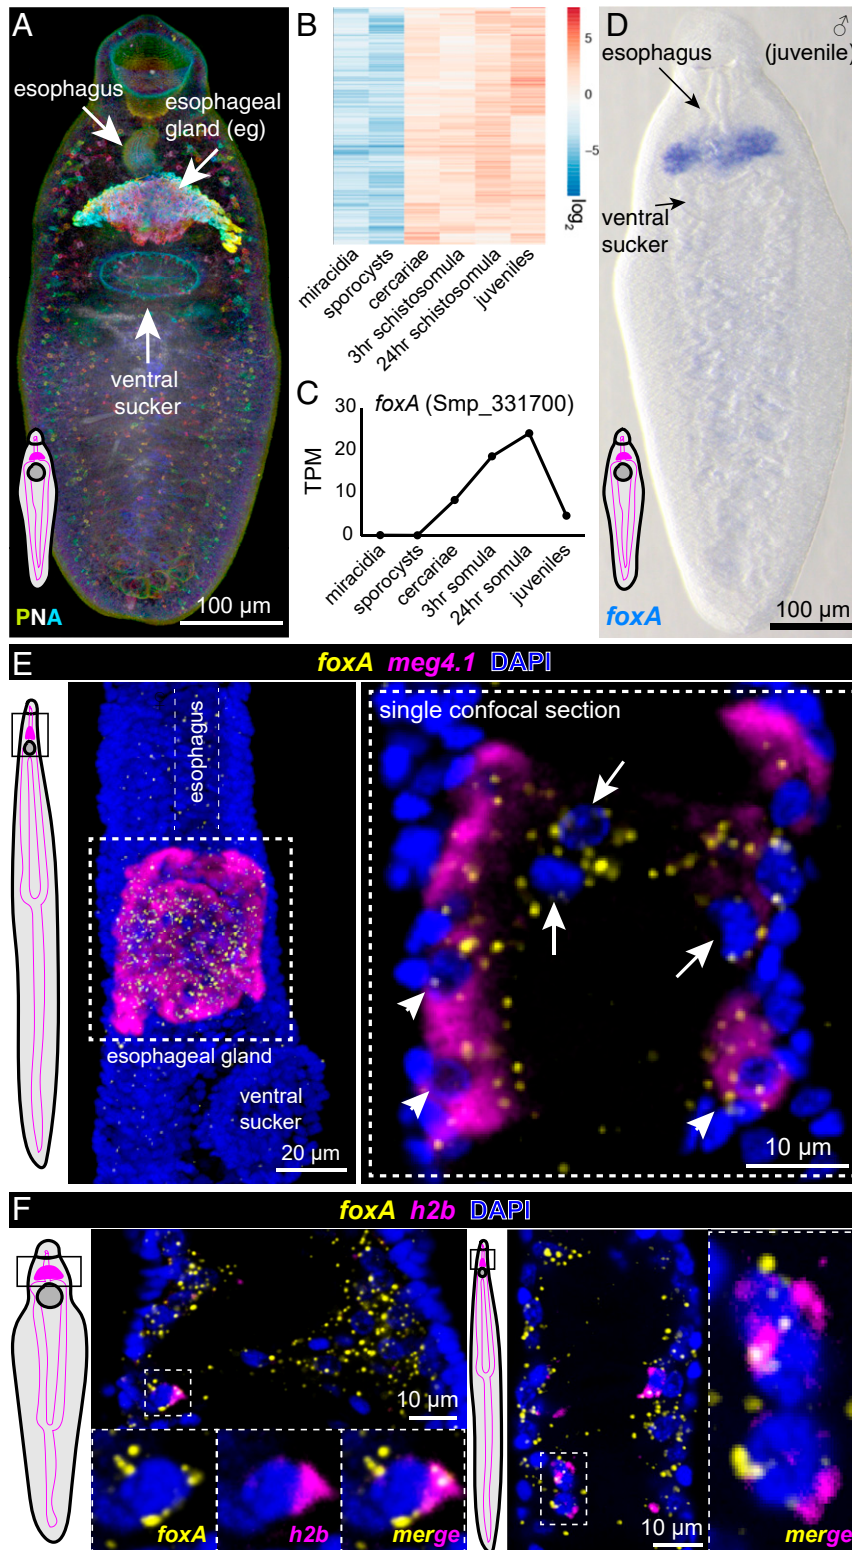 A
esophagus
esophageal
gland (eg)
ventral
sucker
PNA
100 µm
B
miracidia
sporocysts
cercariae
3hr schistosomula
24hr schistosomula
juveniles
5
0
−5
log2
C
foxA (Smp_331700)
30
20
10
0
TPM
miracidia
sporocysts
cercariae
3hr somula
24hr somula
juveniles
D
♂
esophagus
(juvenile)
ventral
sucker
foxA
100 µm
E
foxA meg4.1 DAPI
esophagus
esophageal gland
ventral
sucker
20 µm
single confocal section
10 µm
F
foxA h2b DAPI
10 µm
foxA
h2b
merge
10 µm
merge